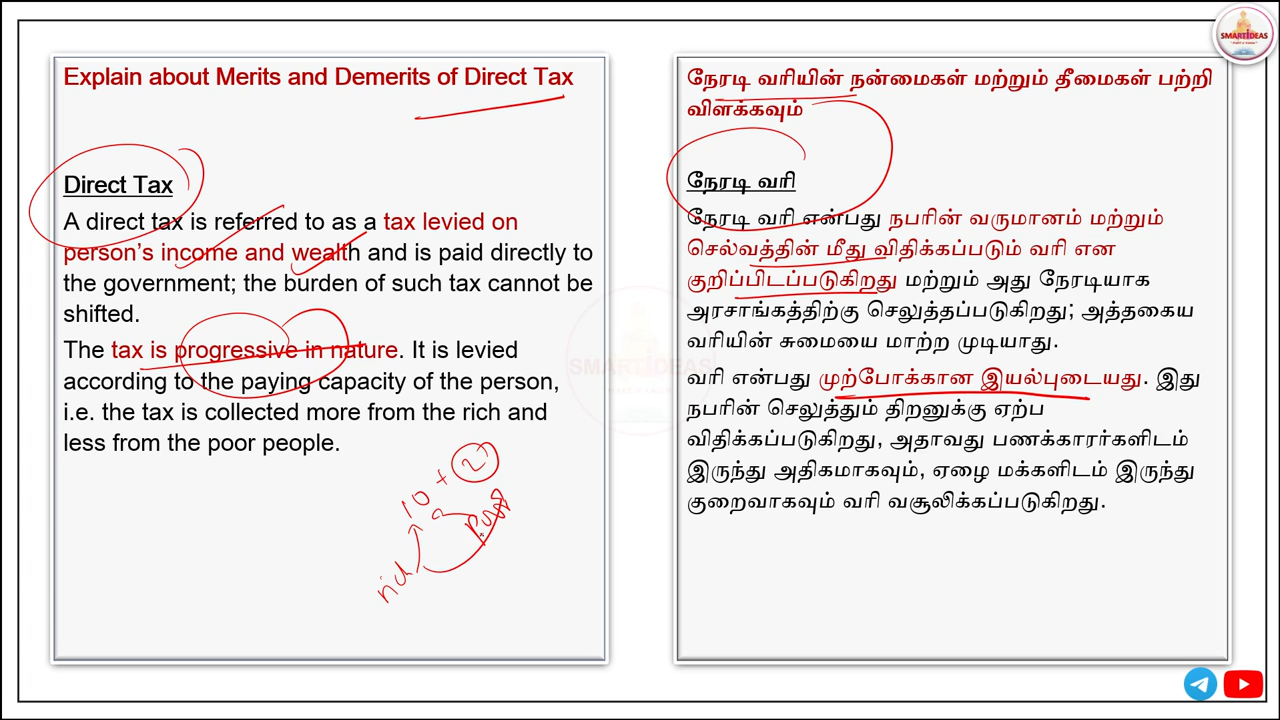 SMARTIDEAS
Explain about Merits and Demerits of Direct Tax
Direct Tax
A direct tax is referred to as a tax levied on
person’s income and wealth and is paid directly to
the government; the burden of such tax cannot be
shifted.
The tax is progressive in nature. It is levied
according to the paying capacity of the person,
i.e. the tax is collected more from the rich and
less from the poor people.
10 + 2
rich
நேரடி வரியின் நன்மைகள் மற்றும் தீமைகள் பற்றி
விளக்கவும்
நேரடி வரி
நேரடி வரி என்பது நபரின் வருமானம் மற்றும்
செல்வத்தின் மீது விதிக்கப்படும் வரி என
குறிப்பிடப்படுகிறது மற்றும் அது நேரடியாக
அரசாங்கத்திற்கு செலுத்தப்படுகிறது; அத்தகைய
வரியின் சுமையை மாற்ற முடியாது.
வரி என்பது முற்போக்கான இயல்புடையது. இது
நபரின் செலுத்தும் திறனுக்கு ஏற்ப
விதிக்கப்படுகிறது, அதாவது பணக்காரர்களிடம்
இருந்து அதிகமாகவும், ஏழை மக்களிடம் இருந்து
குறைவாகவும் வரி வசூலிக்கப்படுகிறது.
SMARTIDEAS